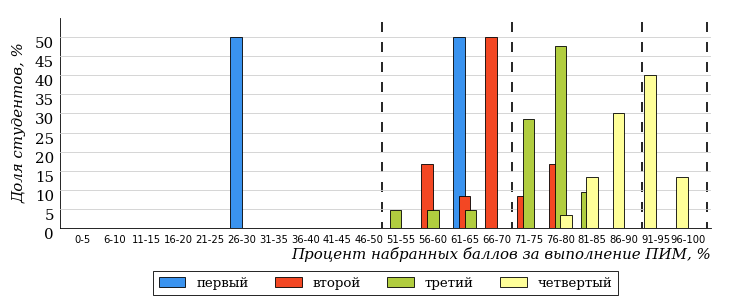 Доля студентов, %
50
45
40
35
30
25
20
15
10
5
0
0-5 6-10 11-15 16-20 21-25 26-30 31-35 36-40 41-45 46-50 51-55 56-60 61-65 66-70 71-75 76-80 81-85 86-90 91-95 96-100
Процент набранных баллов за выполнение ПИМ, %
первый второй третий четвертый